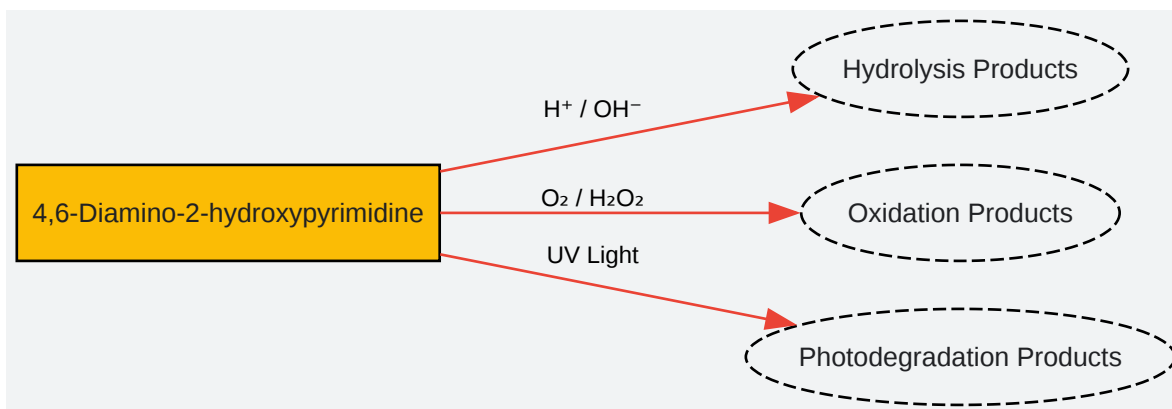 Hydrolysis Products
H⁺ / OH⁻
4,6-Diamino-2-hydroxypyrimidine
O₂ / H₂O₂
Oxidation Products
UV Light
Photodegradation Products